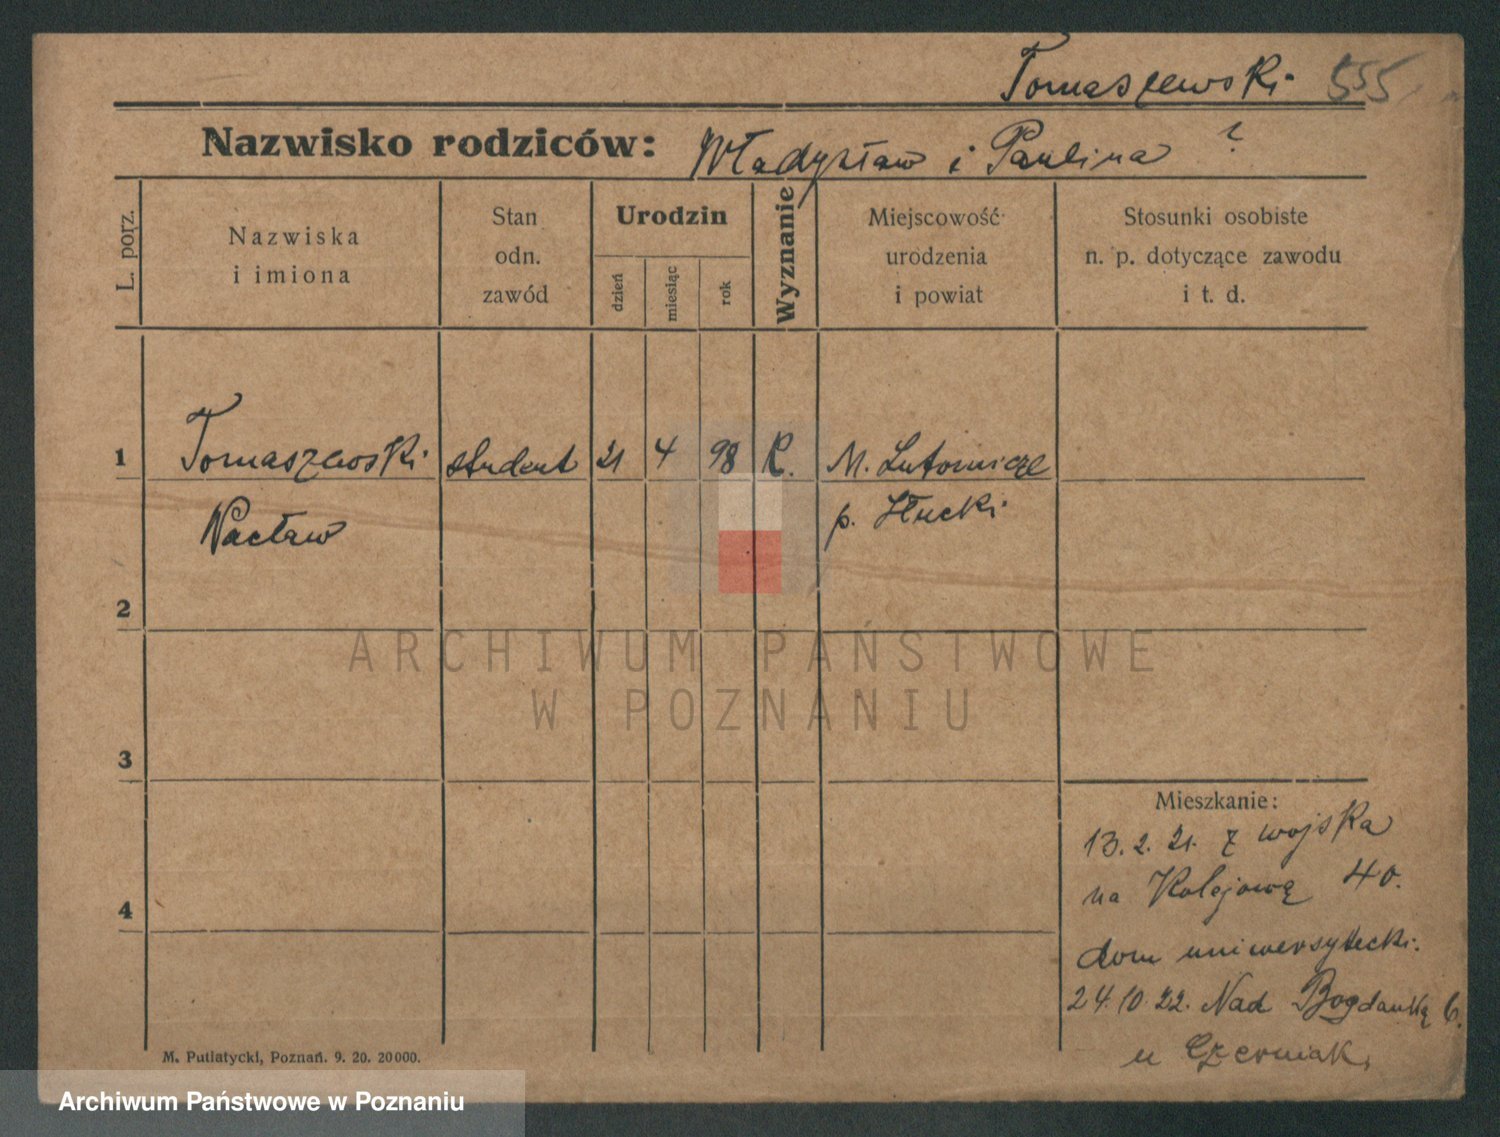 Tomaszewski 555
Nazwisko rodziców: Władysław i Paulina ?
L. porz.
Nazwiska
i imiona
Stan
odn.
zawód
Urodzin
dzień
miesiąc
rok
Wyznanie
Miejscowość
urodzenia
i powiat
Stosunki osobiste
n. p. dotyczące zawodu
i t. d.
1 Tomaszewski student 21 4 98 K. M.
Wacław p. Iłucki
2
3
4
Mieszkanie:
13. 2. 21. z wojska
na Kolejową 40.
dom uniwersytecki.
24. 10. 22. Nad Bogdanką 6.
u Czerniak.
M. Putiatycki, Poznań. 9. 20. 20000.
ARCHIWUM PAŃSTWOWE
W POZNANIU
Archiwum Państwowe w Poznaniu